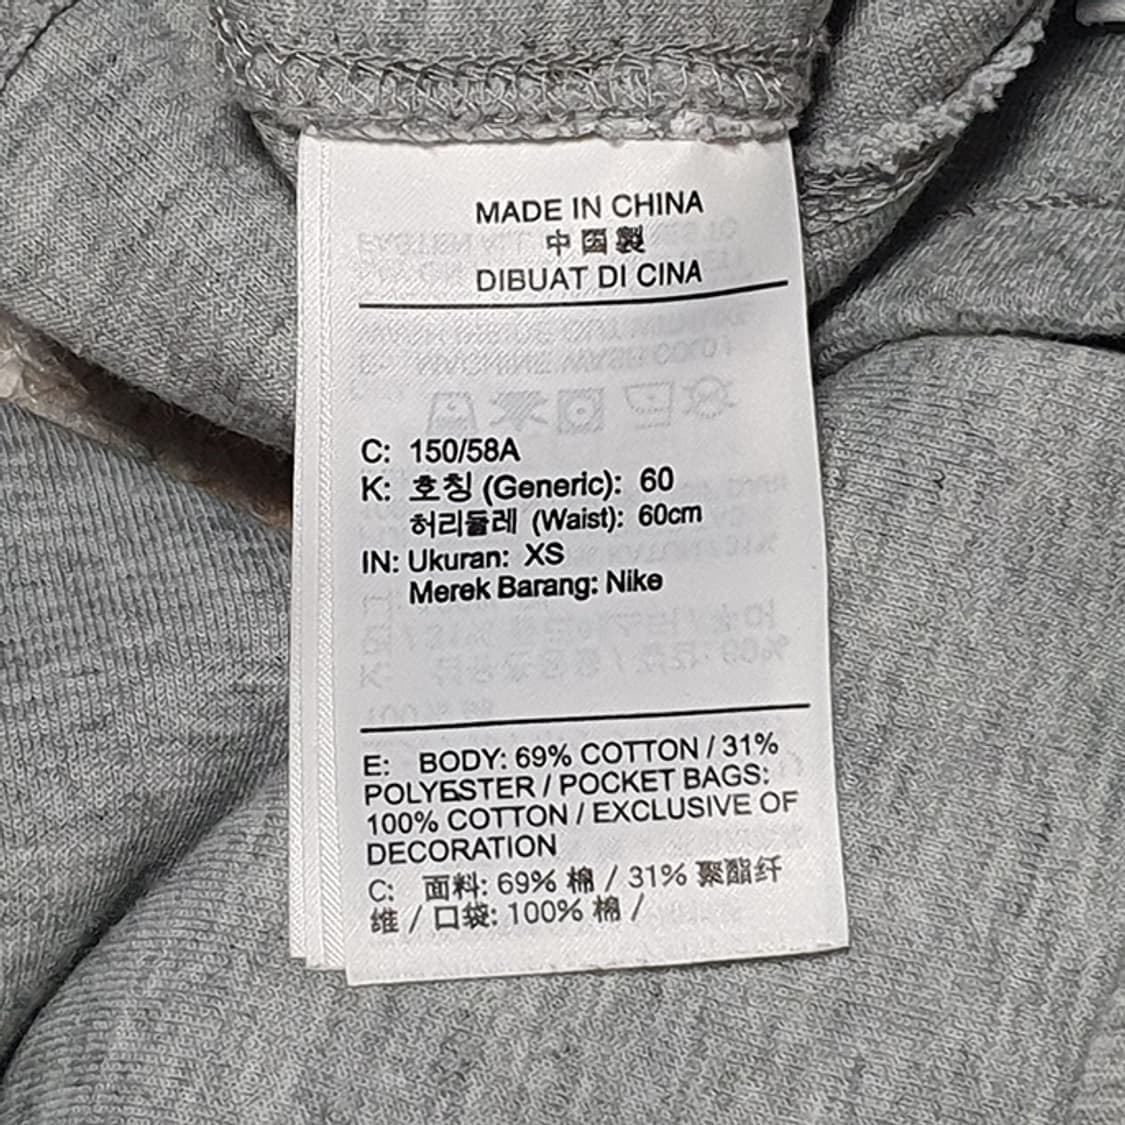 MADE IN CHINA
中国製
DIBUAT DI CINA
C: 150/58A
K: 호칭 (Generic): 60
허리둘레 (Waist): 60cm
IN: Ukuran: XS
Merek Barang: Nike
E: BODY: 69% COTTON / 31%
POLYESTER / POCKET BAGS:
100% COTTON / EXCLUSIVE OF
DECORATION
C: 面料: 69% 棉 / 31% 聚酯纤
維 / 口袋: 100% 棉 /